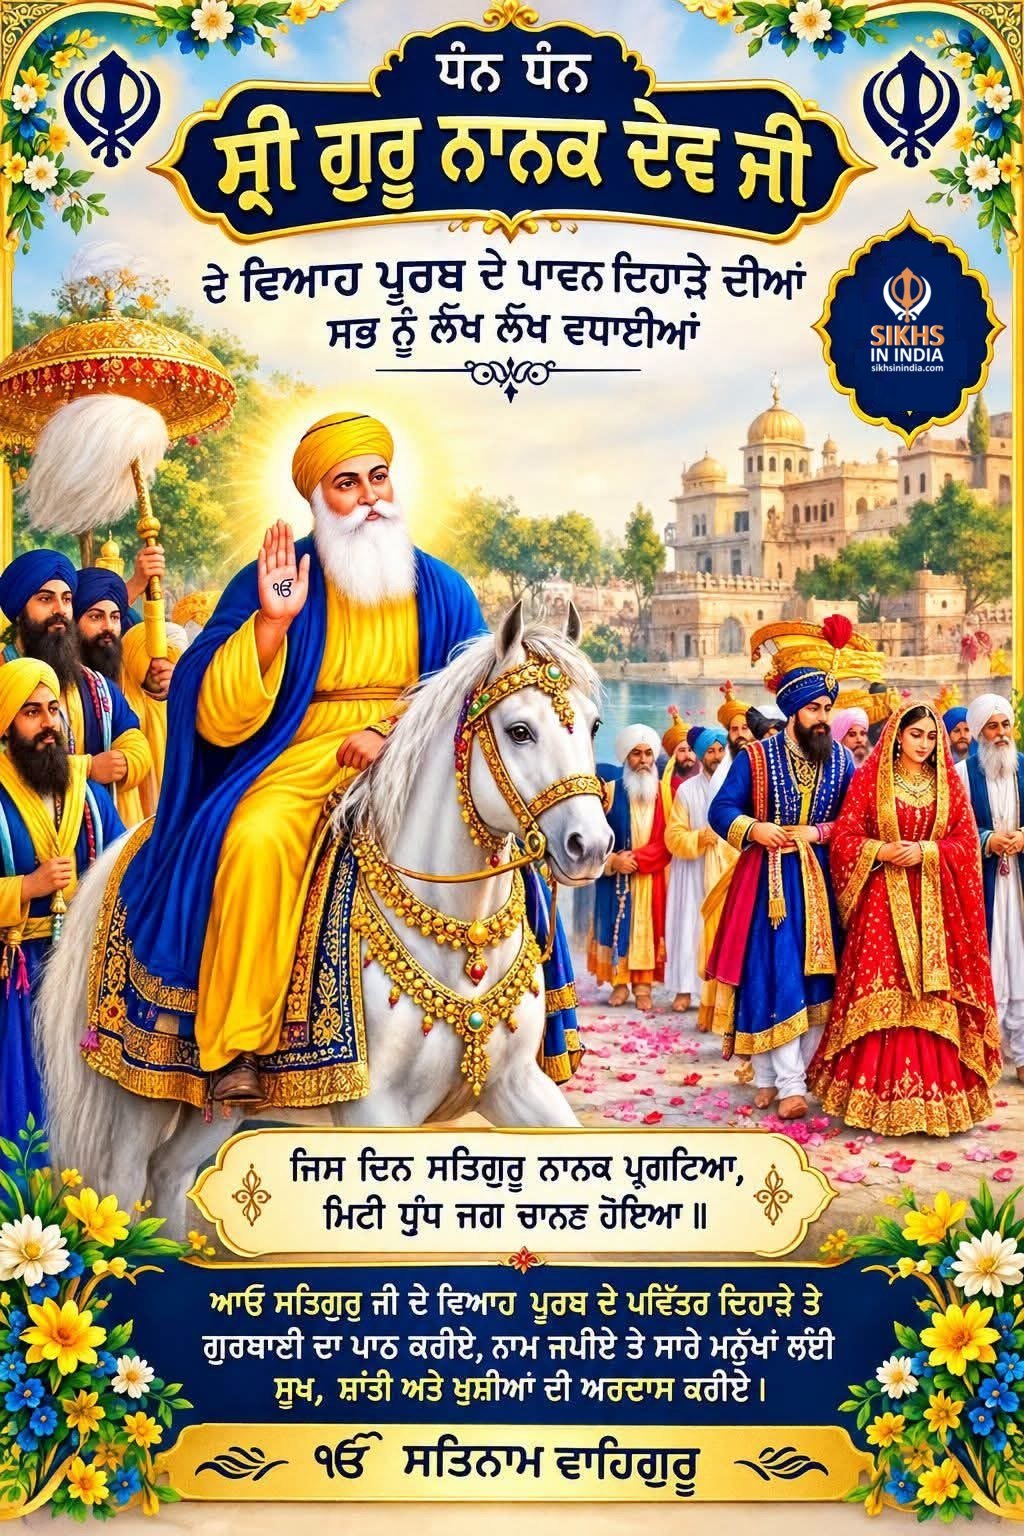 ਧੰਨ ਧੰਨ
ਸ੍ਰੀ ਗੁਰੂ ਨਾਨਕ ਦੇਵ ਜੀ
ਦੇ ਵਿਆਹ ਪੂਰਬ ਦੇ ਪਾਵਨ ਦਿਹਾੜੇ ਦੀਆਂ
ਸਭ ਨੂੰ ਲੱਖ ਲੱਖ ਵਧਾਈਆਂ
SIKHS
IN INDIA
sikhsinindia.com
ੴ
ਜਿਸ ਦਿਨ ਸਤਿਗੁਰੂ ਨਾਨਕ ਪ੍ਰਗਟਿਆ,
ਮਿਟੀ ਧੁੰਧ ਜਗ ਚਾਨਣ ਹੋਇਆ ॥
ਆਓ ਸਤਿਗੁਰੁ ਜੀ ਦੇ ਵਿਆਹ ਪੂਰਬ ਦੇ ਪਵਿੱਤਰ ਦਿਹਾੜੇ ਤੇ
ਗੁਰਬਾਣੀ ਦਾ ਪਾਠ ਕਰੀਏ, ਨਾਮ ਜਪੀਏ ਤੇ ਸਾਰੇ ਮਨੁੱਖਾਂ ਲਈ
ਸੁਖ, ਸ਼ਾਂਤੀ ਅਤੇ ਖੁਸ਼ੀਆਂ ਦੀ ਅਰਦਾਸ ਕਰੀਏ।
ੴ ਸਤਿਨਾਮ ਵਾਹਿਗੁਰੂ